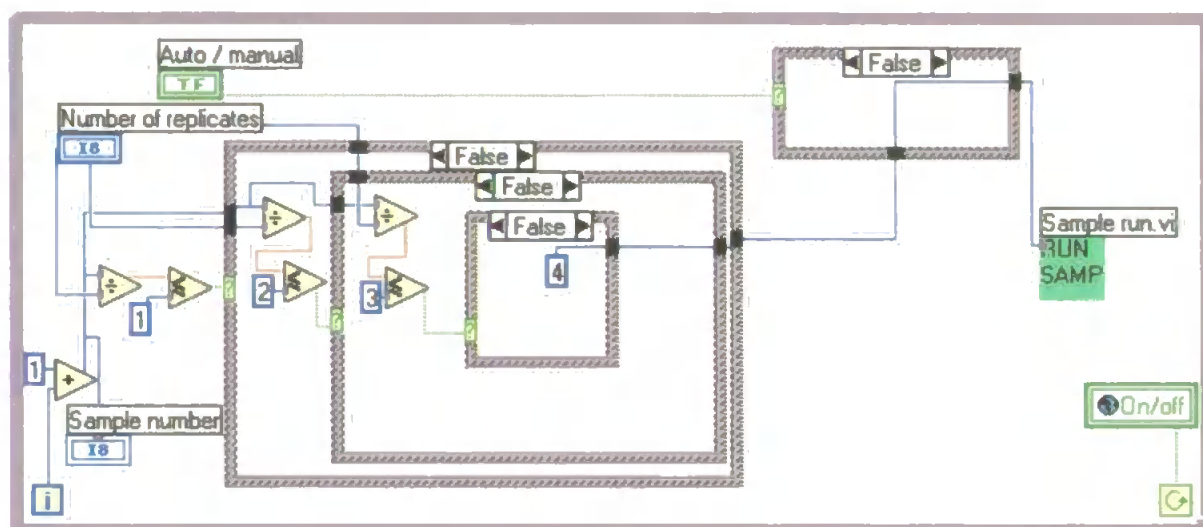 Auto / manual
TF
False
Number of replicates
I8
False
False
False
Sample run.vi
RUN
SAMP
4
2
3
1
1
Sample number
I8
On/off
i